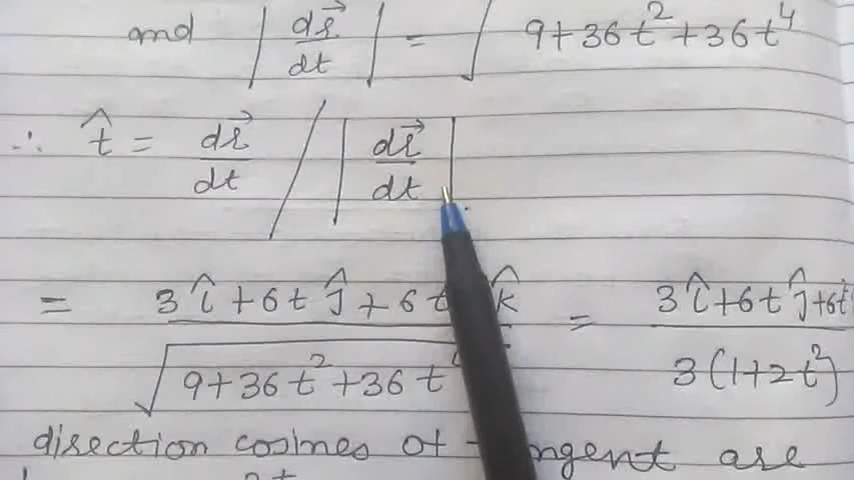 and |dr⃗/dt| = √9+36t²+36t⁴
∴ t̂ = dr⃗/dt / |dr⃗/dt|
= 3î+6tĵ+6t k̂ / √9+36t²+36t = 3î+6tĵ+6t / 3(1+2t²)
direction cosines of ngent are